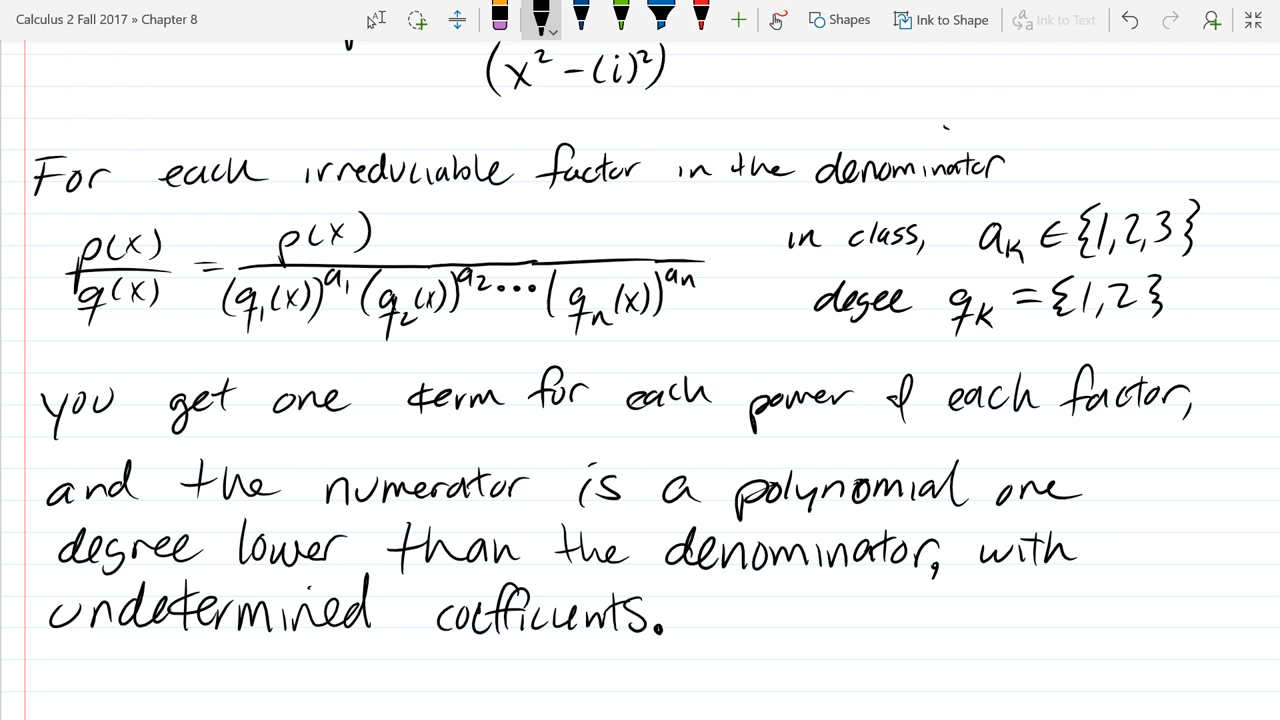 Calculus 2 Fall 2017 » Chapter 8
Shapes
Ink to Shape
Ink to Text
(x² - (i)²)
For each irreduciable factor in the denominator
p(x)/q(x) = p(x)/((q₁(x))^a₁ (q₂(x))^a₂ ••• (qₙ(x))^aₙ)
in class, aₖ ∈ {1,2,3}
degee qₖ = {1,2}
you get one term for each power of each factor,
and the numerator is a polynomial one
degree lower than the denominator, with
undetermined coefficients.